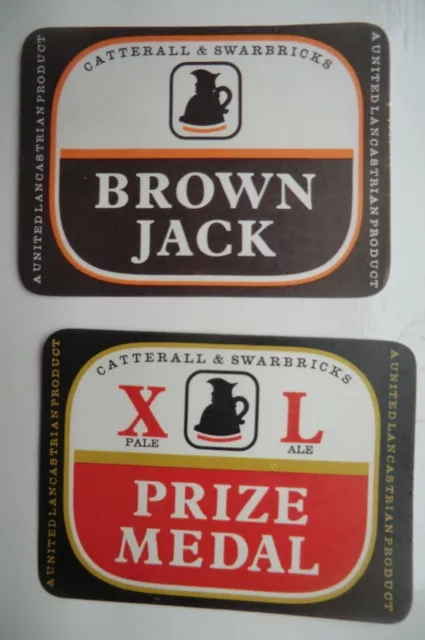 CATTERALL & SWARBRICKS
A UNITED LANCASTRIAN PRODUCT
A UNITED LANCASTRIAN PRODUCT
BROWN
JACK
CATTERALL & SWARBRICKS
A UNITED LANCASTRIAN PRODUCT
A UNITED LANCASTRIAN PRODUCT
X L
PALE ALE
PRIZE
MEDAL